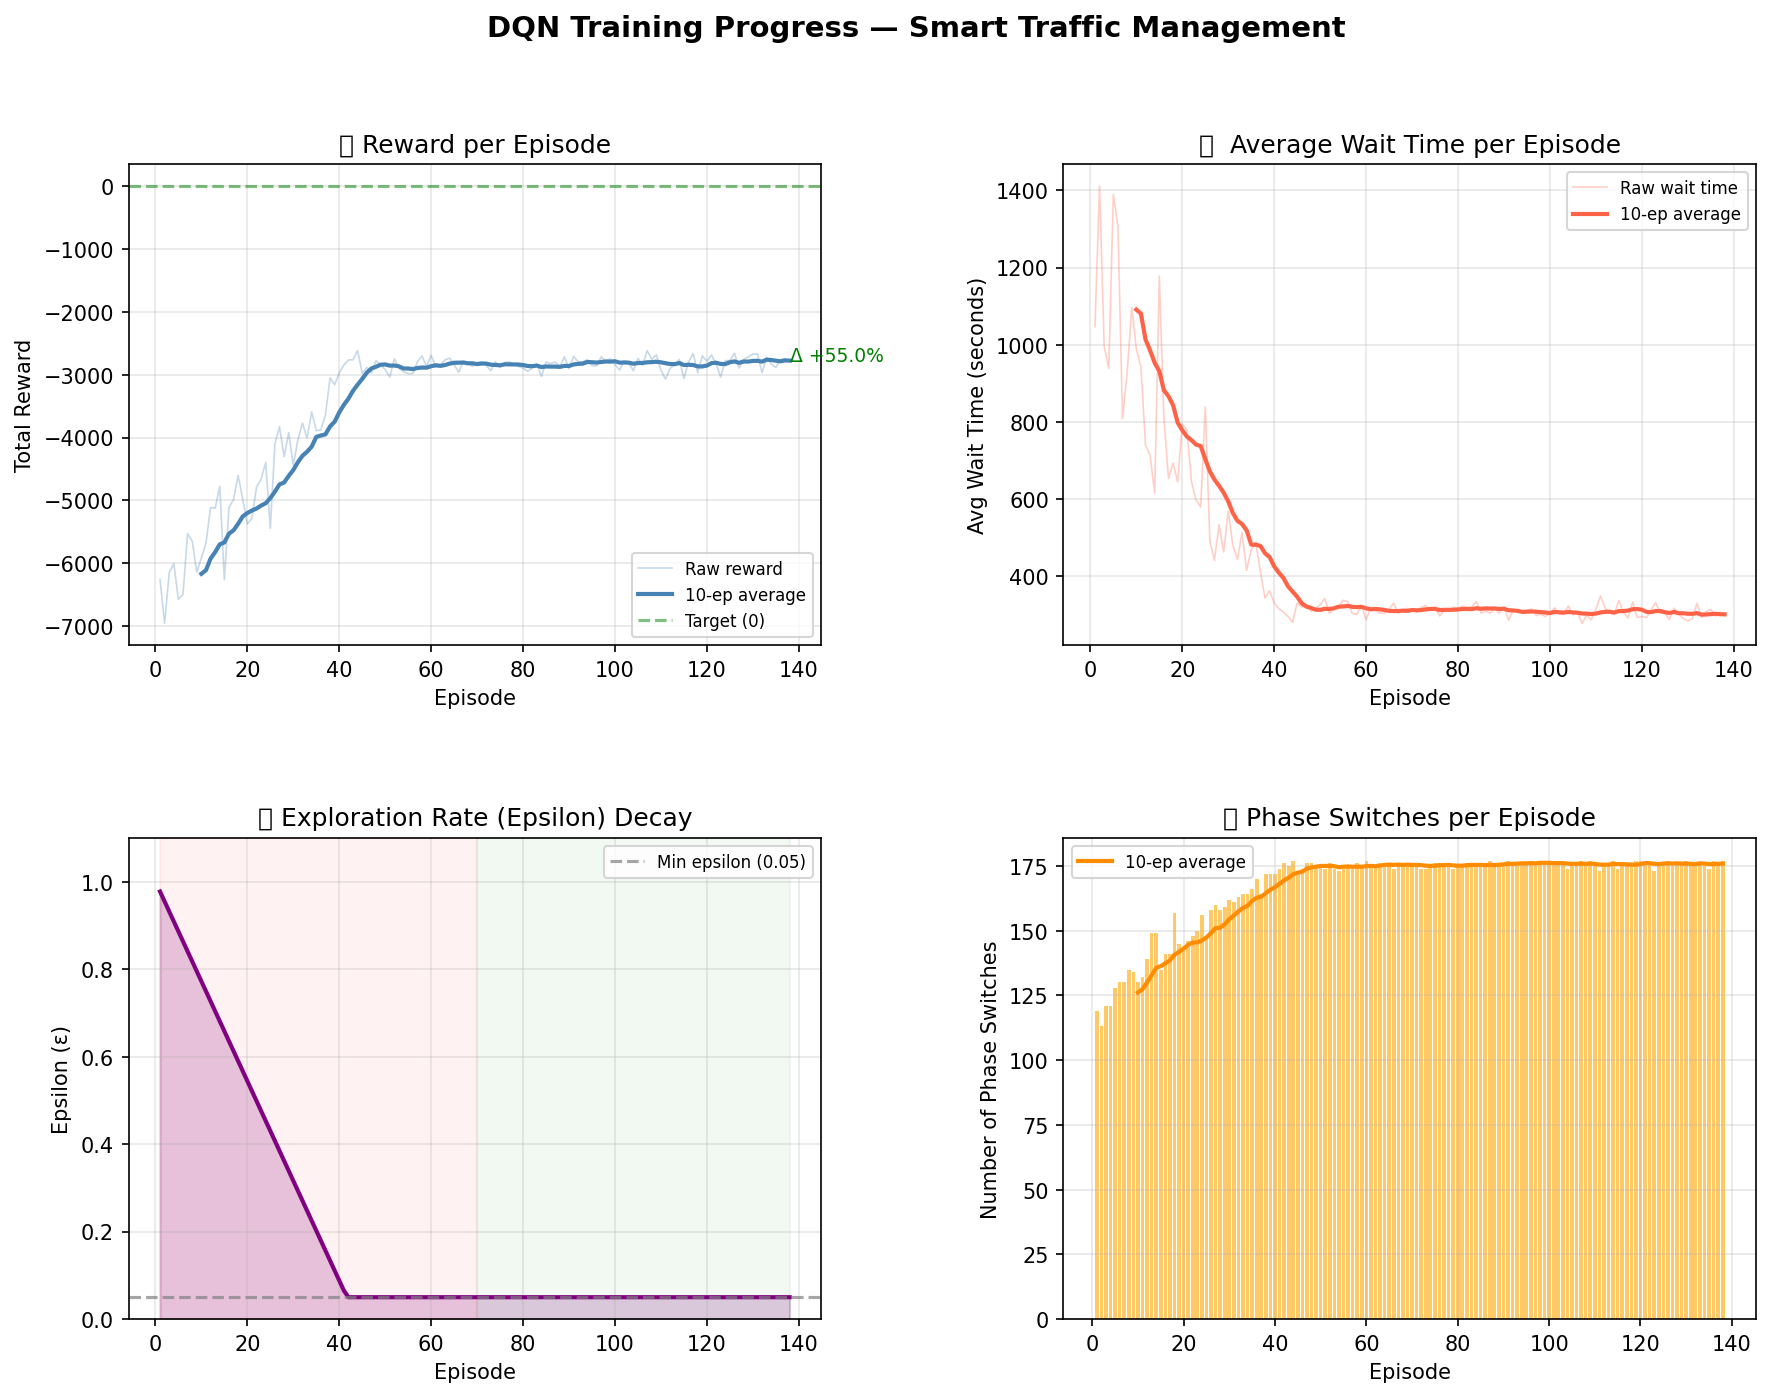 DQN Training Progress — Smart Traffic Management
▯ Reward per Episode
0
−1000
−2000
−3000
−4000
−5000
−6000
−7000
Total Reward
Δ +55.0%
Raw reward
10-ep average
Target (0)
0 20 40 60 80 100 120 140
Episode
▯ Average Wait Time per Episode
1400
1200
1000
800
600
400
Avg Wait Time (seconds)
Raw wait time
10-ep average
0 20 40 60 80 100 120 140
Episode
▯ Exploration Rate (Epsilon) Decay
1.0
0.8
0.6
0.4
0.2
0.0
Epsilon (ε)
Min epsilon (0.05)
0 20 40 60 80 100 120 140
Episode
▯ Phase Switches per Episode
175
150
125
100
75
50
25
0
Number of Phase Switches
10-ep average
0 20 40 60 80 100 120 140
Episode